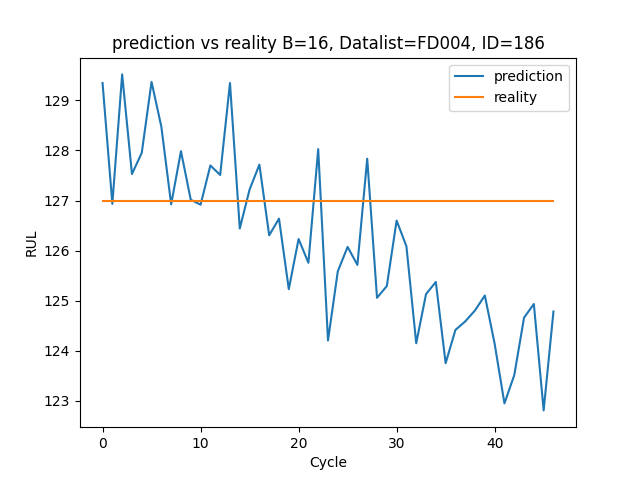 prediction vs reality B=16, Datalist=FD004, ID=186
prediction
reality
129
128
127
126
125
124
123
RUL
0 10 20 30 40
Cycle